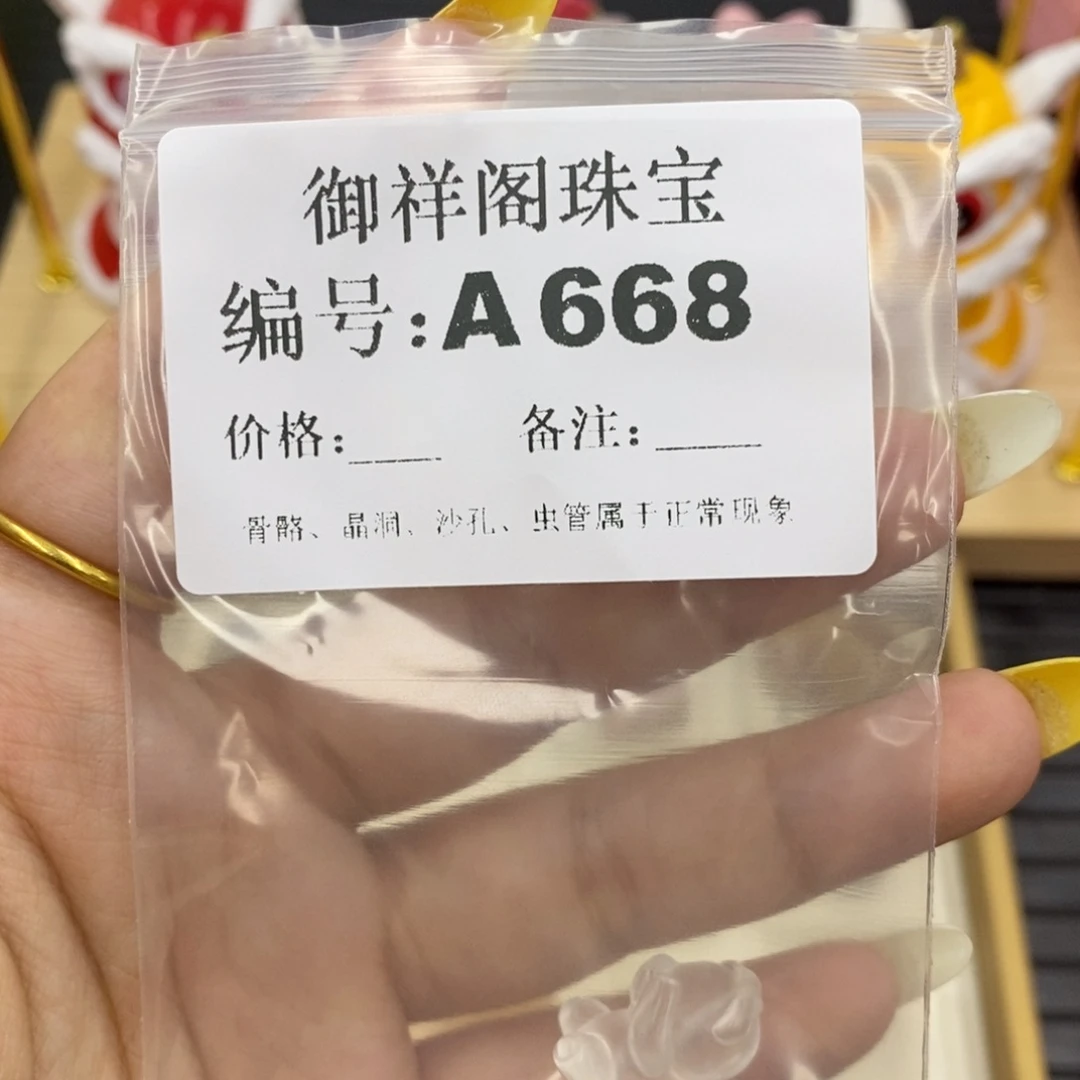 御祥阁珠宝
编号:A668
价格:____ 备注:____
骨骼、晶洞、沙孔、虫管属于正常现象